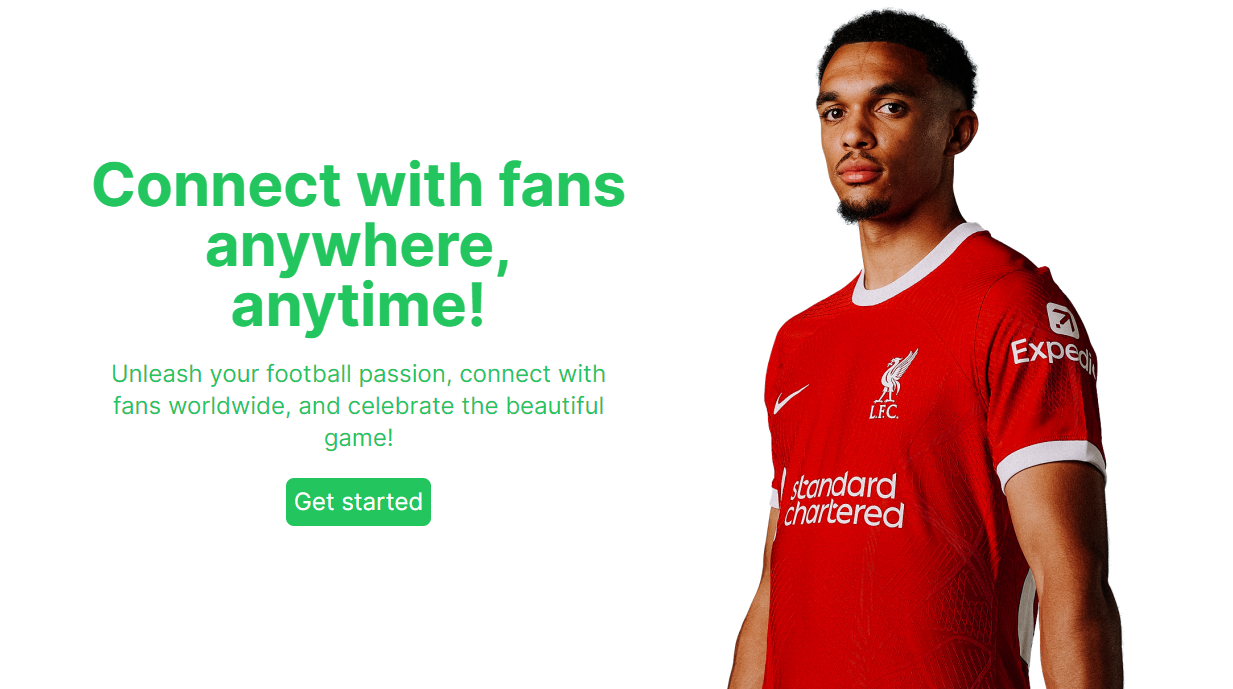 Connect with fans
anywhere,
anytime!
Unleash your football passion, connect with
fans worldwide, and celebrate the beautiful
game!
Get started
Expedi
L.F.C.
standard
chartered